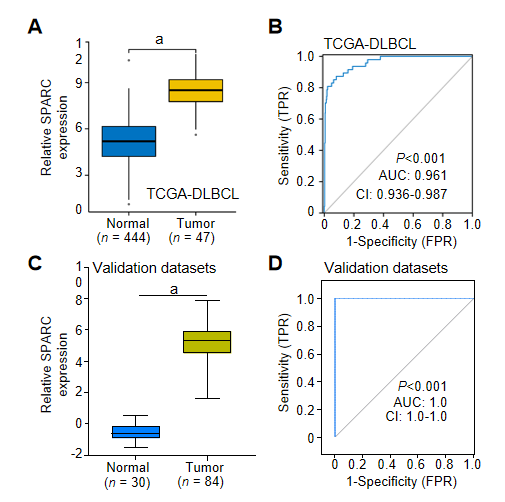 A
1
2
9
6
3
0
Relative SPARC
expression
a
TCGA-DLBCL
Normal
(n = 444)
Tumor
(n = 47)
B
TCGA-DLBCL
1.0
0.8
0.6
0.4
0.2
0
Sensitivity (TPR)
P<0.001
AUC: 0.961
CI: 0.936-0.987
0 0.2 0.4 0.6 0.8 1.0
1-Specificity (FPR)
C
Validation datasets
1
0
8
6
4
2
0
-2
Relative SPARC
expression
a
Normal
(n = 30)
Tumor
(n = 84)
D
Validation datasets
1.0
0.8
0.6
0.4
0.2
0
Sensitivity (TPR)
P<0.001
AUC: 1.0
CI: 1.0-1.0
0 0.2 0.4 0.6 0.8 1.0
1-Specificity (FPR)